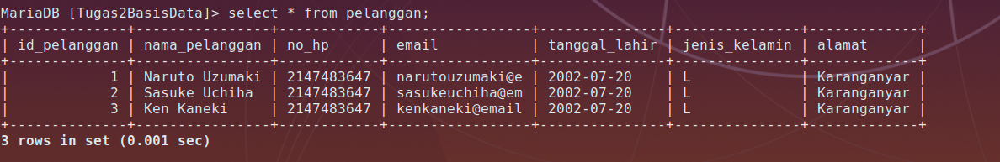 MariaDB [Tugas2BasisData]> select * from pelanggan;
+--------------+----------------+------------+-----------------+---------------+---------------+-------------+
| id_pelanggan | nama_pelanggan | no_hp      | email           | tanggal_lahir | jenis_kelamin | alamat      |
+--------------+----------------+------------+-----------------+---------------+---------------+-------------+
|            1 | Naruto Uzumaki | 2147483647 | narutouzumaki@e | 2002-07-20    | L             | Karanganyar |
|            2 | Sasuke Uchiha  | 2147483647 | sasukeuchiha@em | 2002-07-20    | L             | Karanganyar |
|            3 | Ken Kaneki     | 2147483647 | kenkaneki@email | 2002-07-20    | L             | Karanganyar |
+--------------+----------------+------------+-----------------+---------------+---------------+-------------+
3 rows in set (0.001 sec)